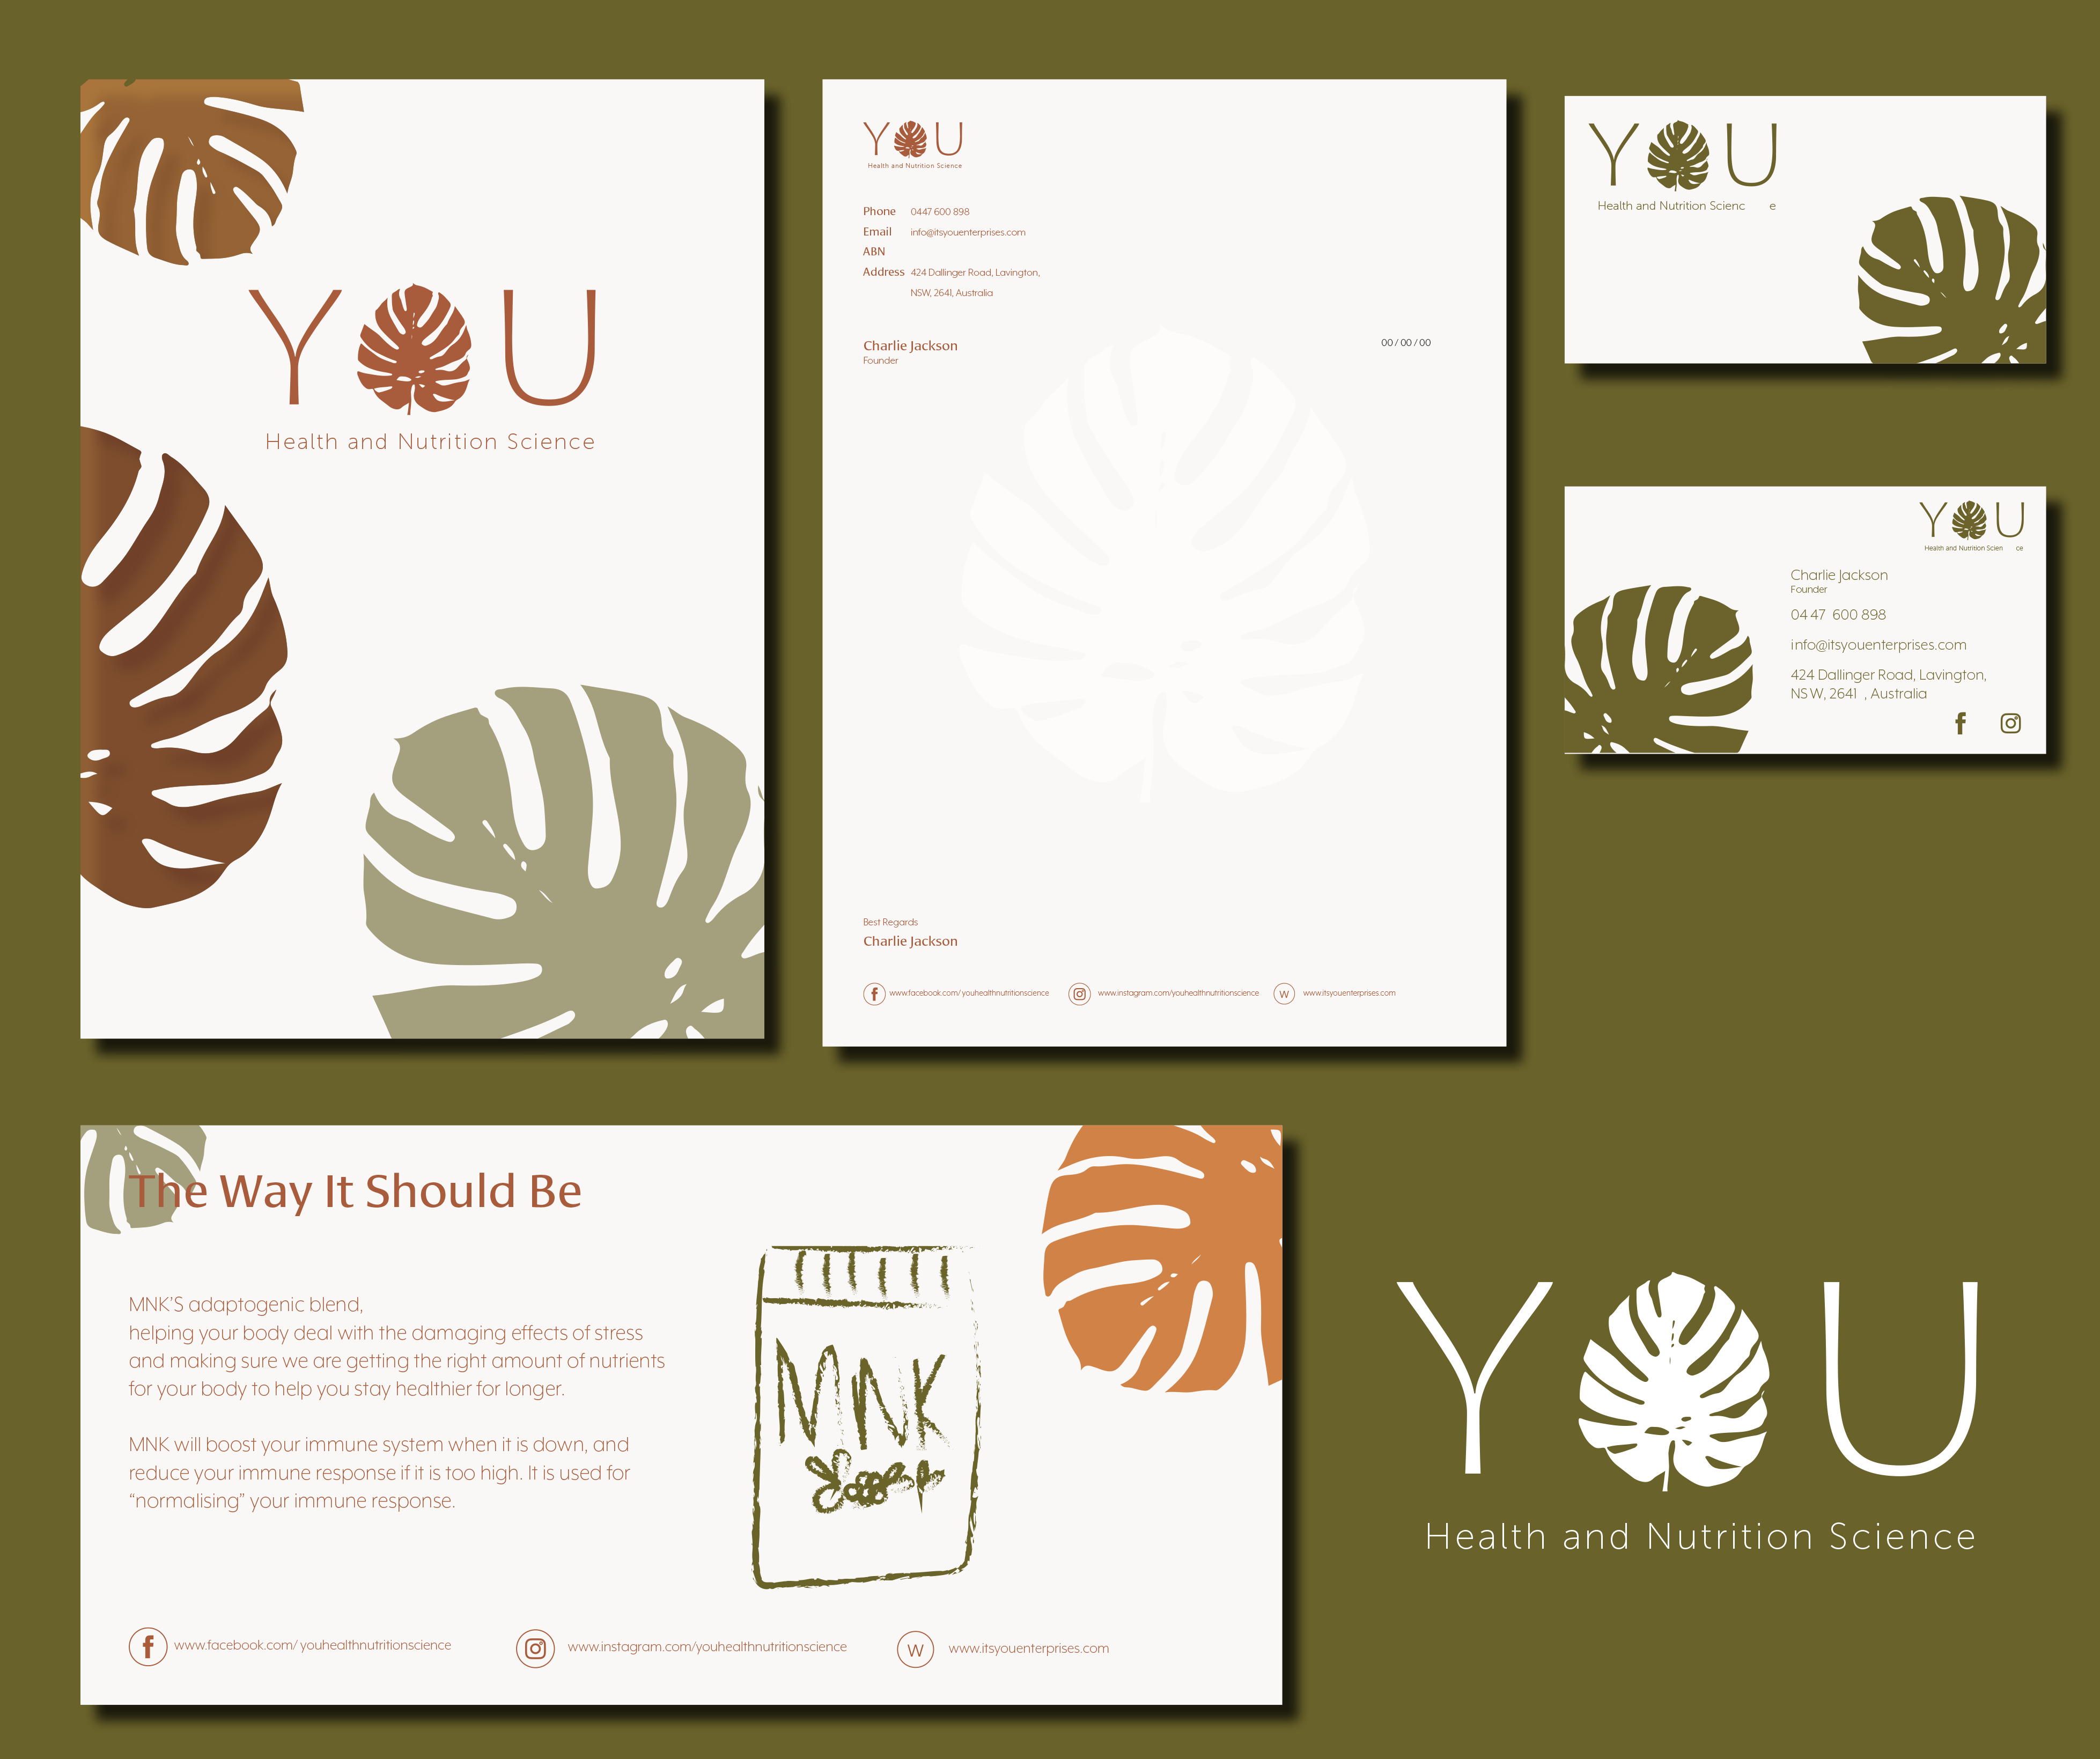 YOU
Health and Nutrition Science
YOU
Health and Nutrition Science
Phone 0447 600 898
Email info@itsyouenterprises.com
ABN
Address 424 Dallinger Road, Lavington,
NSW, 2641, Australia
Charlie Jackson
Founder
00 / 00 / 00
Best Regards
Charlie Jackson
www.facebook.com/ youhealthnutritionscience
www.instagram.com/youhealthnutritionscience
W www.itsyouenterprises.com
YOU
Health and Nutrition Scienc e
YOU
Health and Nutrition Scien ce
Charlie Jackson
Founder
04 47 600 898
info@itsyouenterprises.com
424 Dallinger Road, Lavington,
NS W, 2641 , Australia
The Way It Should Be
MNK'S adaptogenic blend,
helping your body deal with the damaging effects of stress
and making sure we are getting the right amount of nutrients
for your body to help you stay healthier for longer.
MNK will boost your immune system when it is down, and
reduce your immune response if it is too high. It is used for
“normalising” your immune response.
MNK
www.facebook.com/ youhealthnutritionscience
www.instagram.com/youhealthnutritionscience
W www.itsyouenterprises.com
YOU
Health and Nutrition Science